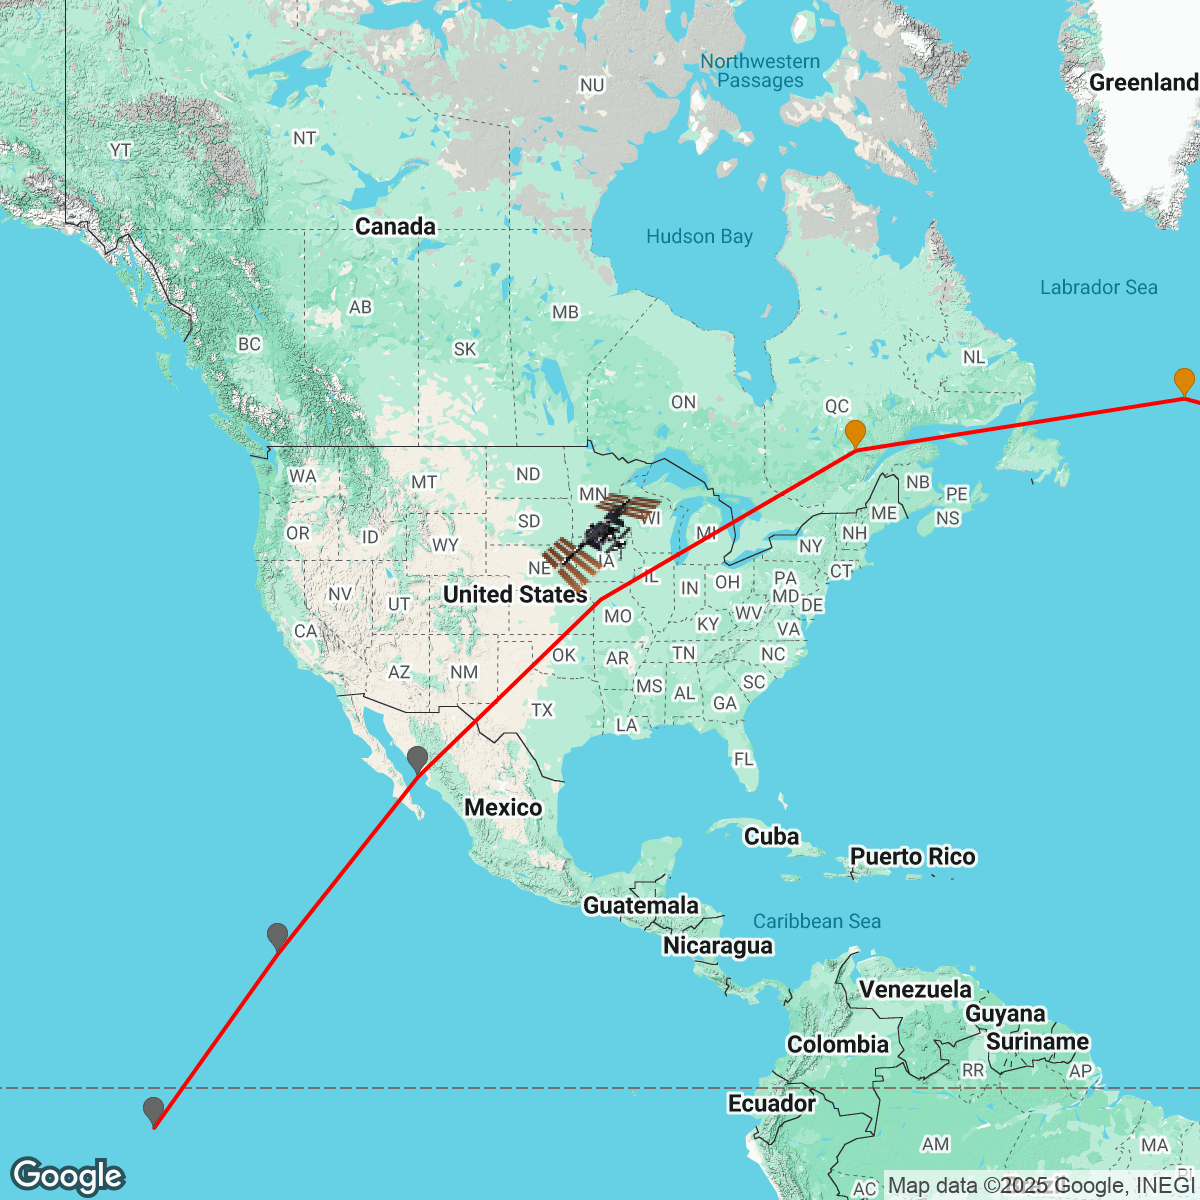 Northwestern
Passages
Greenland
NU
NT
YT
Canada
Hudson Bay
Labrador Sea
AB
MB
BC
SK
NL
ON
QC
WA
MT
ND
MN
NB
PE
SD
WI
MI
ME
NS
OR
ID
WY
NY
NH
NE
IA
IL
IN
OH
PA
CT
NV
UT
United States
MO
MD
DE
WV
KY
VA
CA
OK
AR
TN
NC
AZ
NM
MS
AL
SC
GA
TX
LA
FL
Mexico
Cuba
Puerto Rico
Guatemala
Caribbean Sea
Nicaragua
Venezuela
Guyana
Colombia
Suriname
RR
AP
Ecuador
AM
MA
AC
Google
Map data ©2025 Google, INEGI